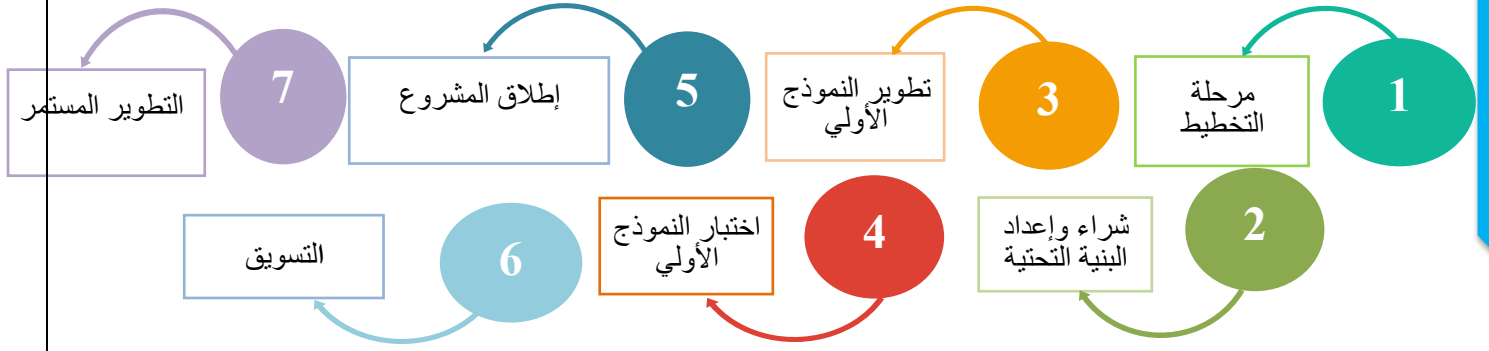 1
مرحلة
التخطيط
2
شراء وإعداد
البنية التحتية
3
تطوير النموذج
الأولي
4
اختبار النموذج
الأولي
5
إطلاق المشروع
6
التسويق
7
التطوير المستمر